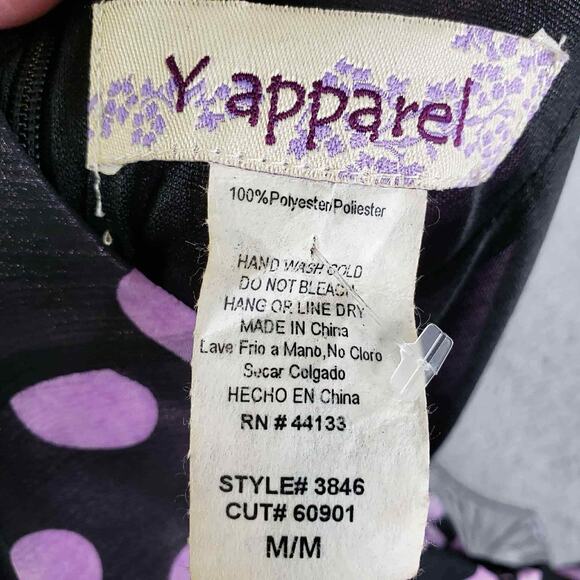 Y apparel
100%Polyester/Poliester
HAND WASH COLD
DO NOT BLEACH
HANG OR LINE DRY
MADE IN China
Lave Frio a Mano,No Cloro
Secar Colgado
HECHO EN China
RN # 44133
STYLE# 3846
CUT# 60901
M/M